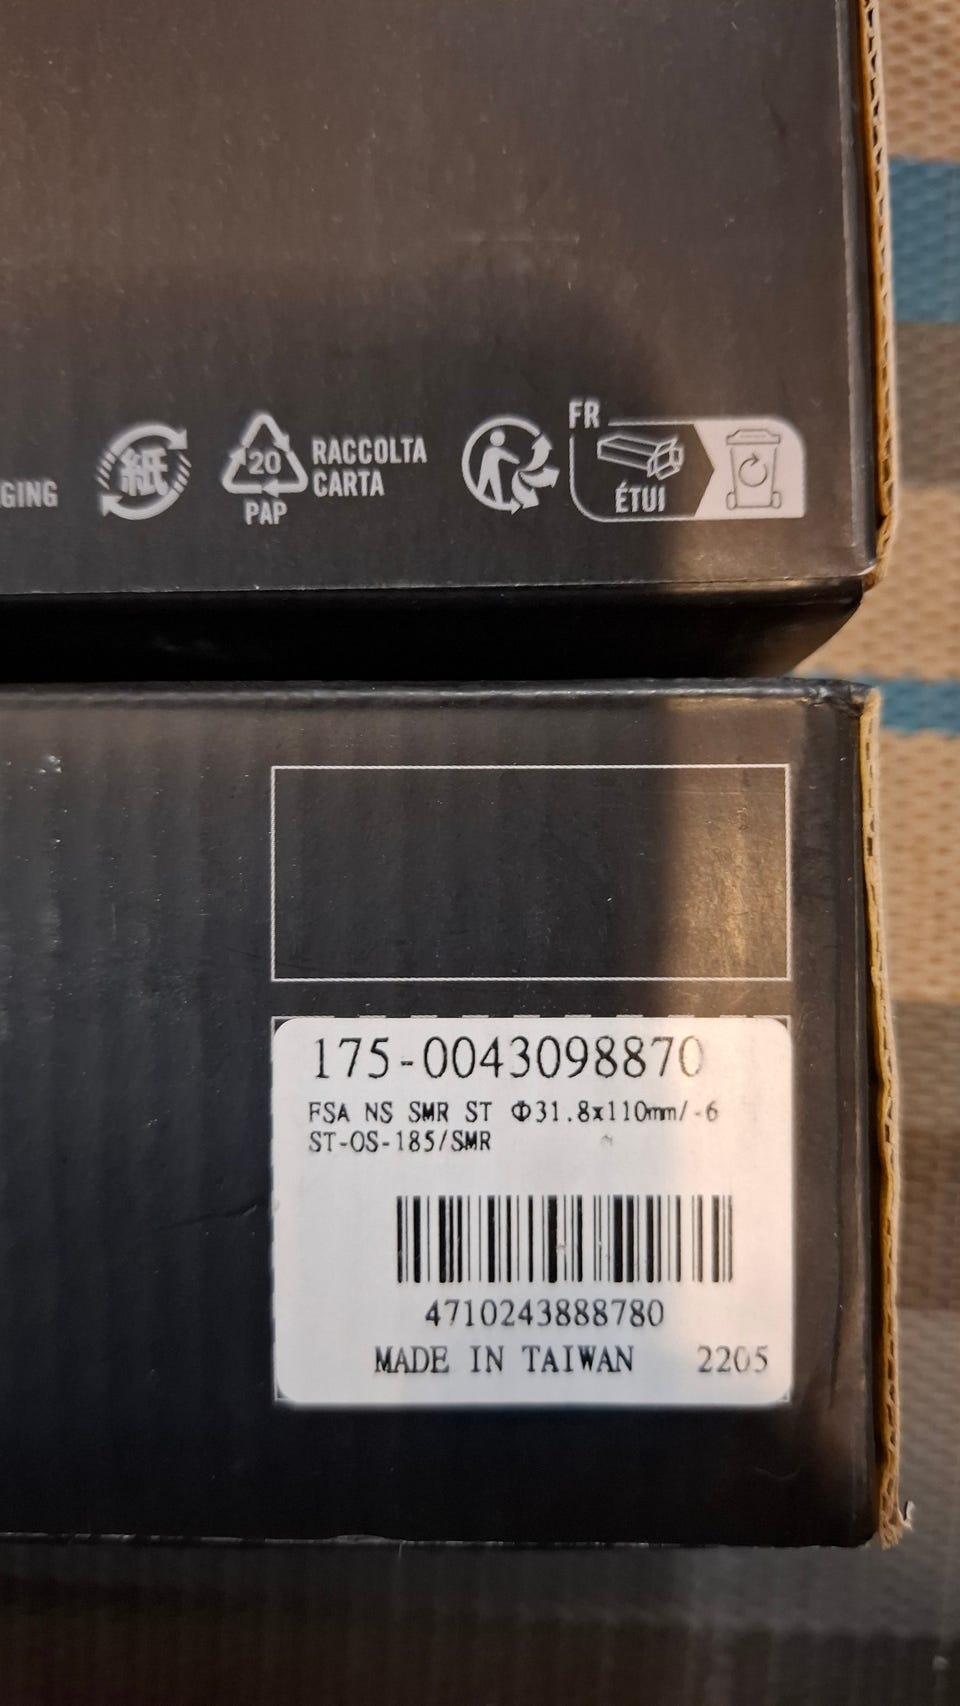 GING
紙
20
PAP
RACCOLTA
CARTA
FR
ÉTUI
175-0043098870
FSA NS SMR ST Φ31.8x110mm/-6
ST-OS-185/SMR
4710243888780
MADE IN TAIWAN 2205